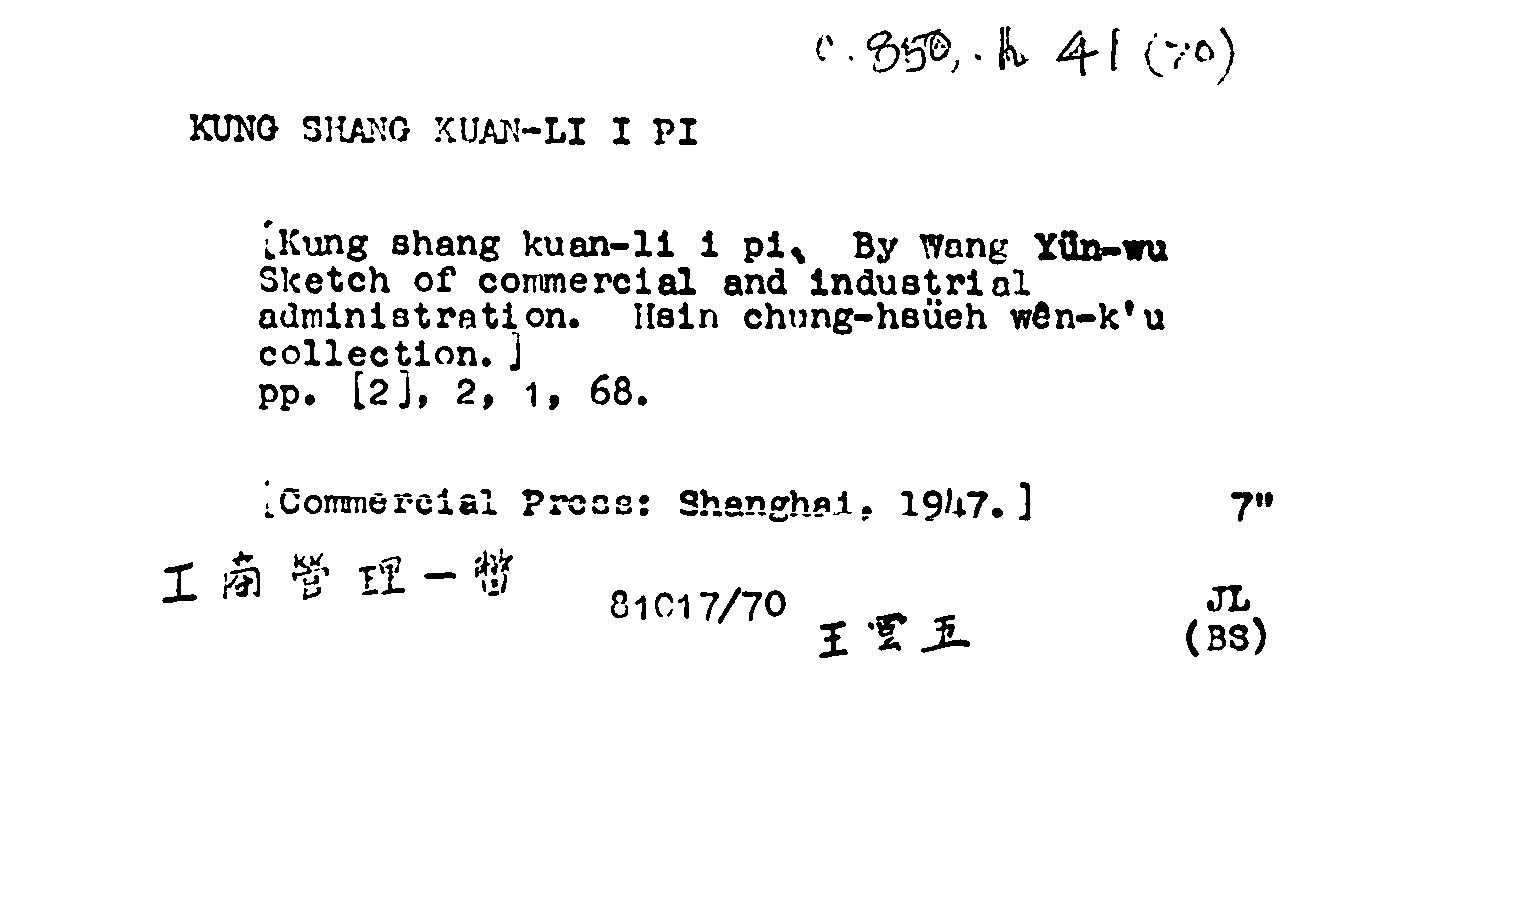 c. 850,. h 41 (70)
KUNG SHANG KUAN-LI I PI
[Kung shang kuan-li i pi. By Wang Yün-wu
Sketch of commercial and industrial
administration. Hsin chung-hsüeh wên-k'u
collection.]
pp. [2], 2, 1, 68.
[Commercial Press: Shanghai, 1947.] 7"
工商管理一瞥
81017/70 JL
王雲五 (BS)